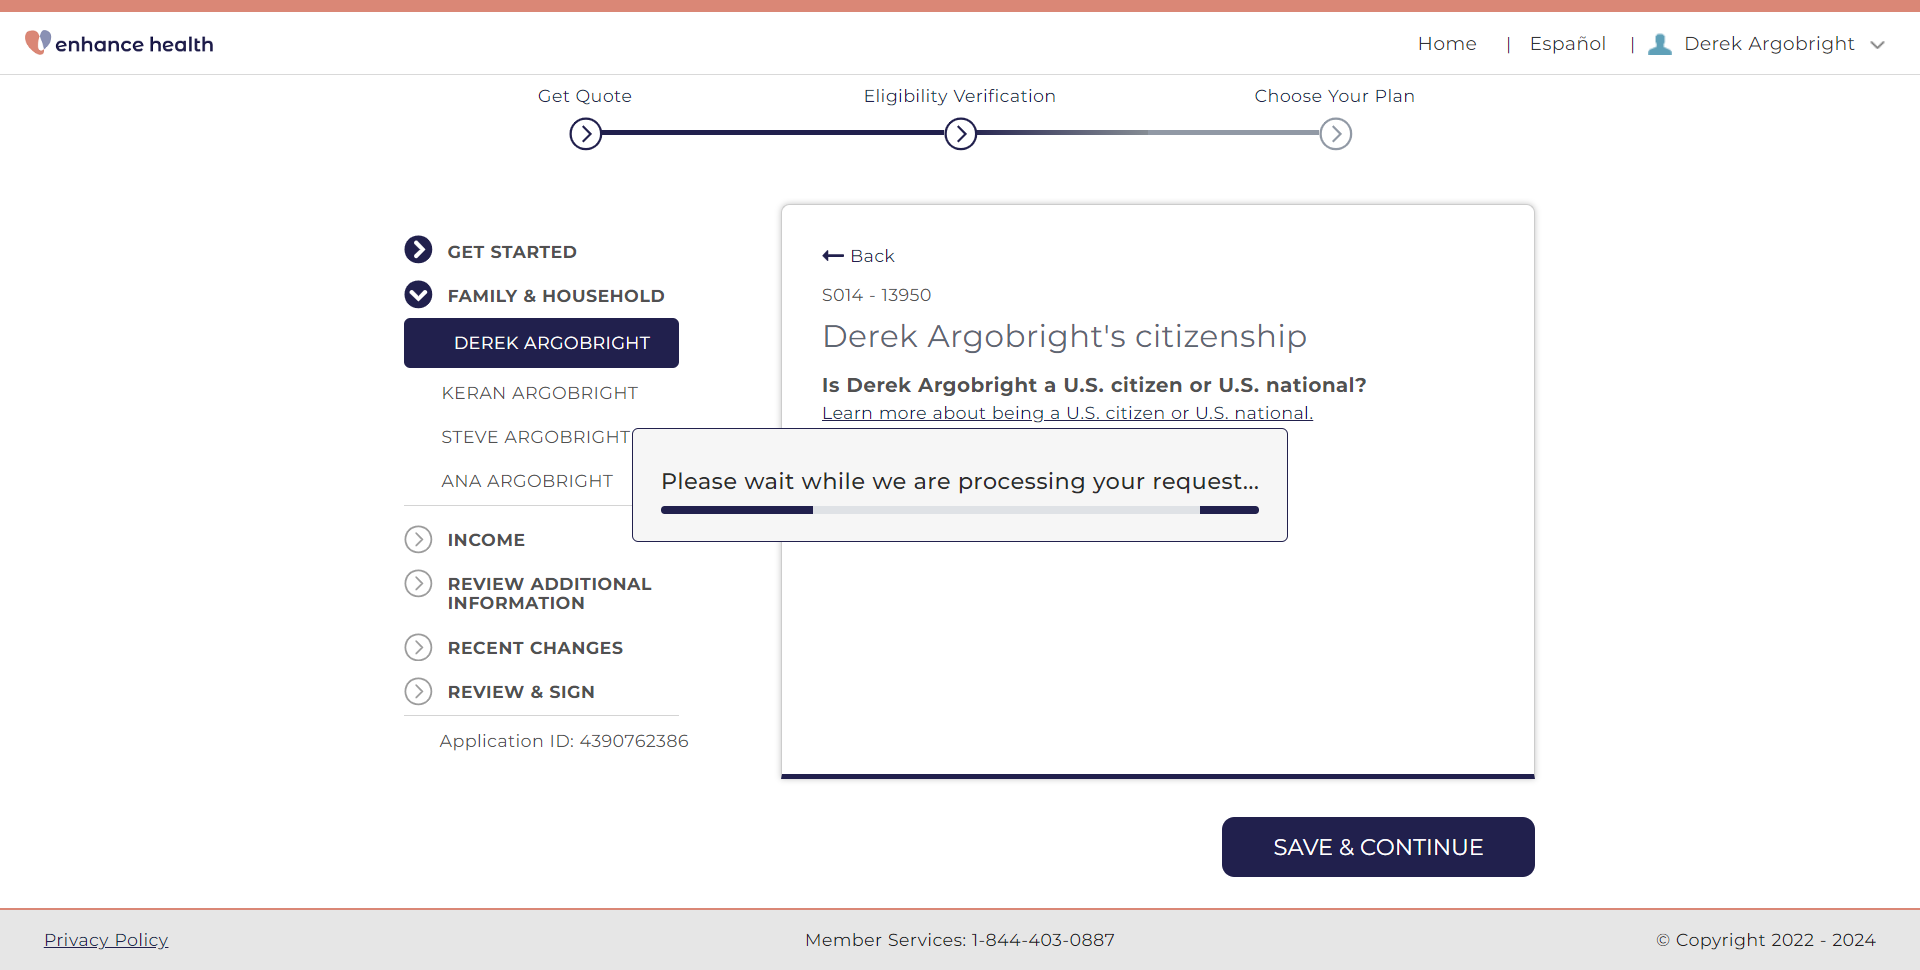 enhance health
Home | Español | Derek Argobright
Get Quote
Eligibility Verification
Choose Your Plan
GET STARTED
FAMILY & HOUSEHOLD
DEREK ARGOBRIGHT
KERAN ARGOBRIGHT
STEVE ARGOBRIGHT
ANA ARGOBRIGHT
INCOME
REVIEW ADDITIONAL
INFORMATION
RECENT CHANGES
REVIEW & SIGN
Application ID: 4390762386
Back
S014 - 13950
Derek Argobright's citizenship
Is Derek Argobright a U.S. citizen or U.S. national?
Learn more about being a U.S. citizen or U.S. national.
Please wait while we are processing your request...
SAVE & CONTINUE
Privacy Policy
Member Services: 1-844-403-0887
© Copyright 2022 - 2024